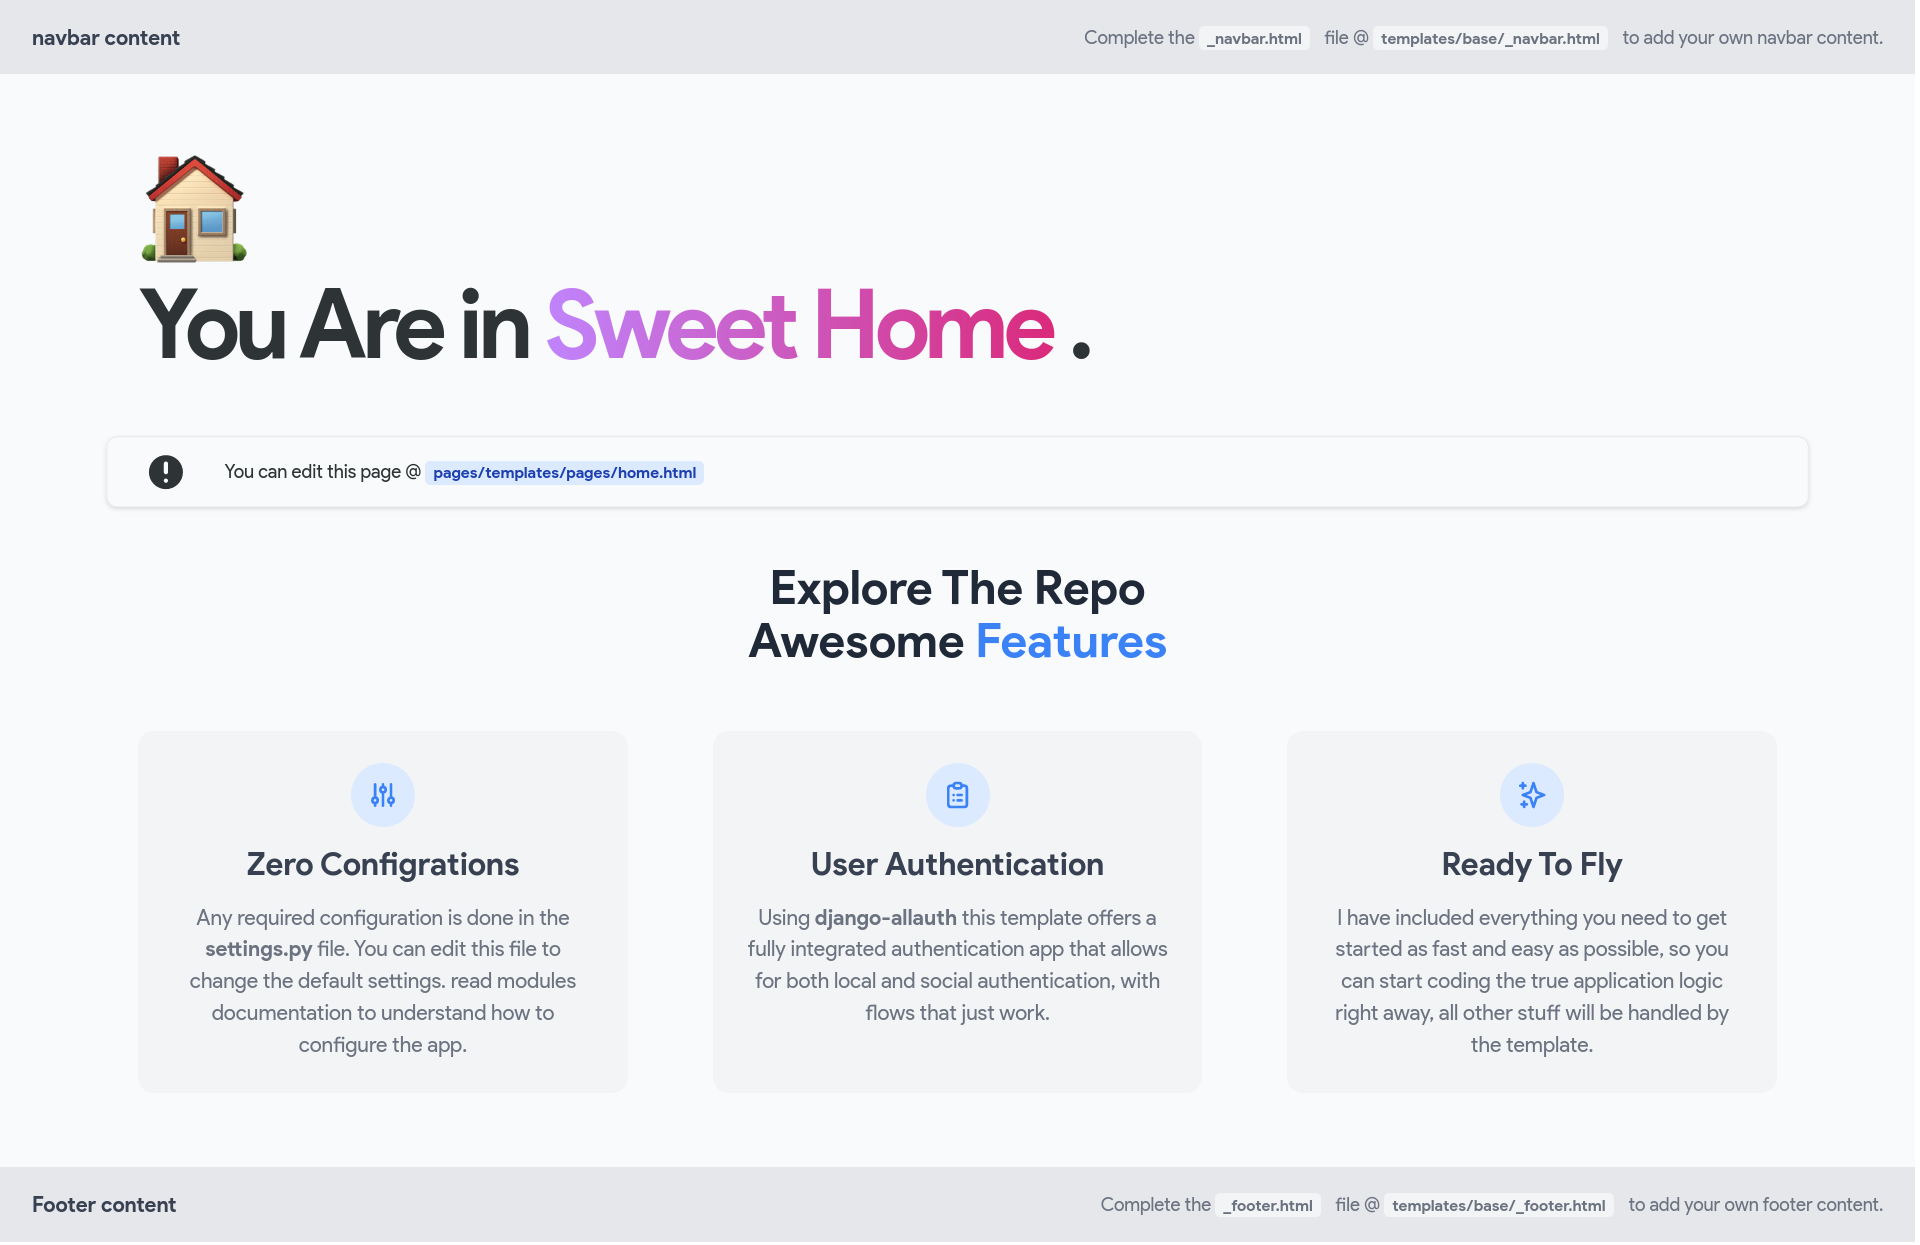 navbar content
Complete the _navbar.html file @ templates/base/_navbar.html to add your own navbar content.
You Are in Sweet Home .
You can edit this page @ pages/templates/pages/home.html
Explore The Repo
Awesome Features
Zero Configrations
Any required configuration is done in the
settings.py file. You can edit this file to
change the default settings. read modules
documentation to understand how to
configure the app.
User Authentication
Using django-allauth this template offers a
fully integrated authentication app that allows
for both local and social authentication, with
flows that just work.
Ready To Fly
I have included everything you need to get
started as fast and easy as possible, so you
can start coding the true application logic
right away, all other stuff will be handled by
the template.
Footer content
Complete the _footer.html file @ templates/base/_footer.html to add your own footer content.